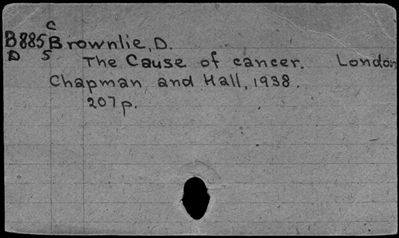 C
B885 Brownlie, D.
D 5 The Cause of cancer. London
Chapman and Hall, 1938.
207p.